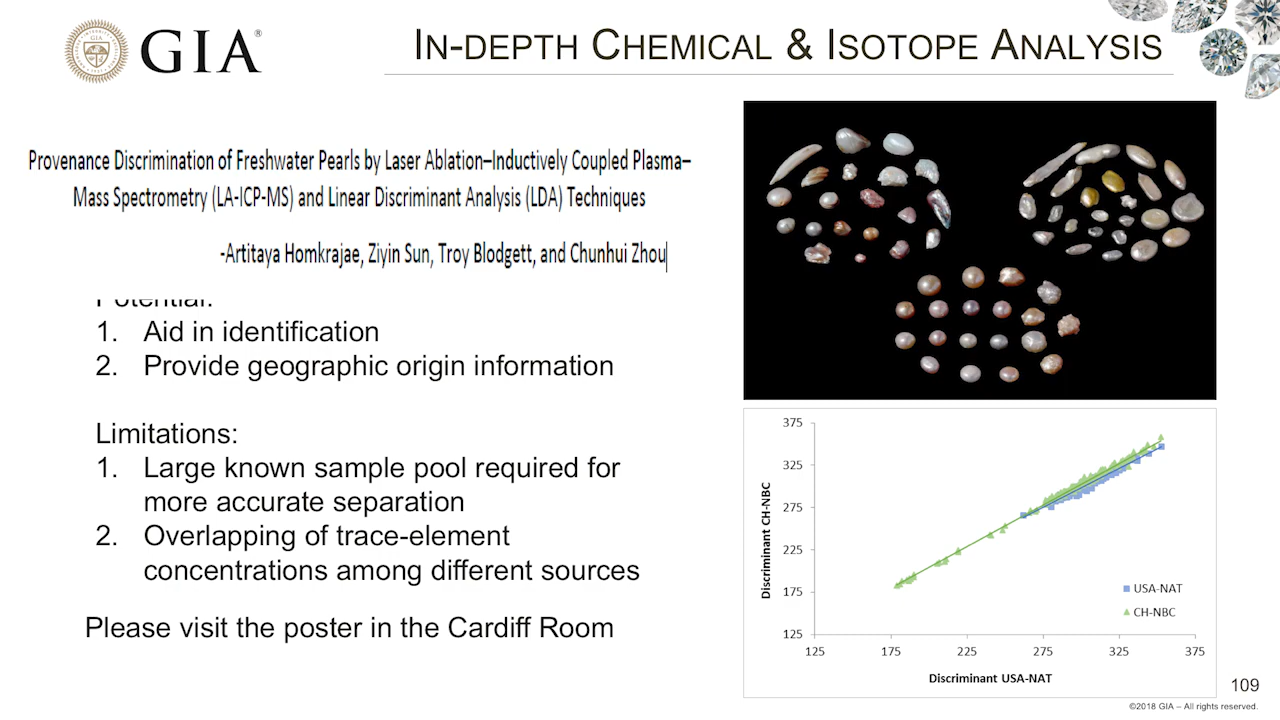 GIA®
IN-DEPTH CHEMICAL & ISOTOPE ANALYSIS
Provenance Discrimination of Freshwater Pearls by Laser Ablation–Inductively Coupled Plasma–
Mass Spectrometry (LA-ICP-MS) and Linear Discriminant Analysis (LDA) Techniques
-Artitaya Homkrajae, Ziyin Sun, Troy Blodgett, and Chunhui Zhou
Potential:
1. Aid in identification
2. Provide geographic origin information
Limitations:
1. Large known sample pool required for
more accurate separation
2. Overlapping of trace-element
concentrations among different sources
Please visit the poster in the Cardiff Room
375
325
275
225
175
125
Discriminant CH-NBC
USA-NAT
CH-NBC
125 175 225 275 325 375
Discriminant USA-NAT
109
©2018 GIA – All rights reserved.